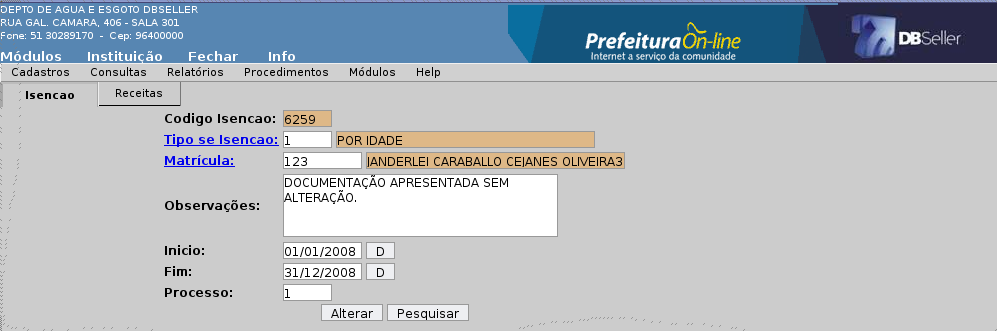 DEPTO DE AGUA E ESGOTO DBSELLER
RUA GAL. CAMARA, 406 - SALA 301
Fone: 51 30289170 - Cep: 96400000
Módulos Instituição Fechar Info
Prefeitura On-line
Internet a serviço da comunidade
DBSeller
Cadastros Consultas Relatórios Procedimentos Módulos Help
Isencao Receitas
Codigo Isencao: 6259
Tipo se Isencao: 1 POR IDADE
Matrícula: 123 JANDERLEI CARABALLO CEJANES OLIVEIRA3
Observações: DOCUMENTAÇÃO APRESENTADA SEM
ALTERAÇÃO.
Inicio: 01/01/2008 D
Fim: 31/12/2008 D
Processo: 1
Alterar Pesquisar